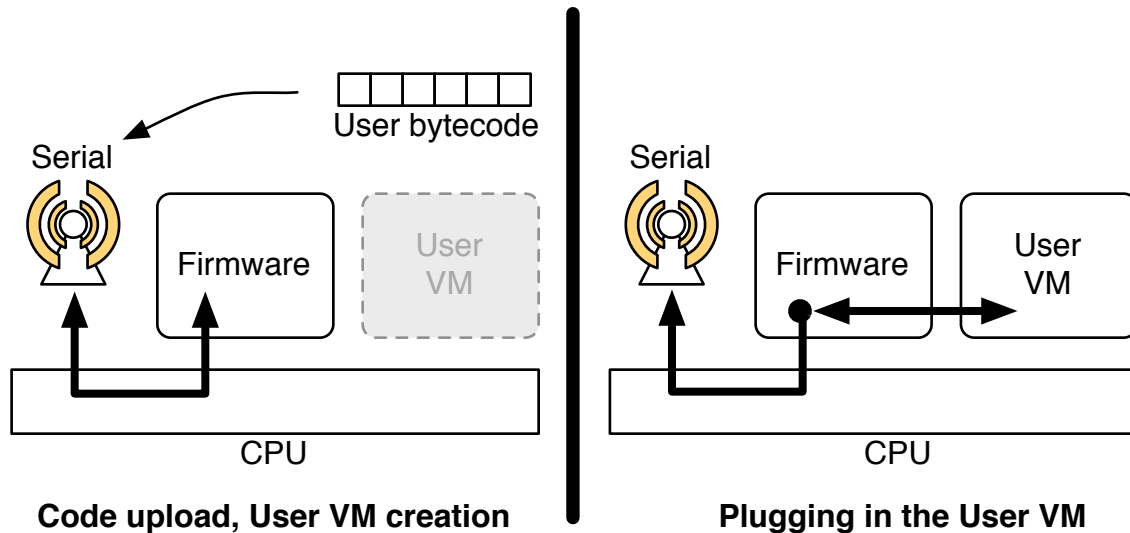 User bytecode
Serial
Firmware
User
VM
CPU
Code upload, User VM creation
Serial
Firmware
User
VM
CPU
Plugging in the User VM